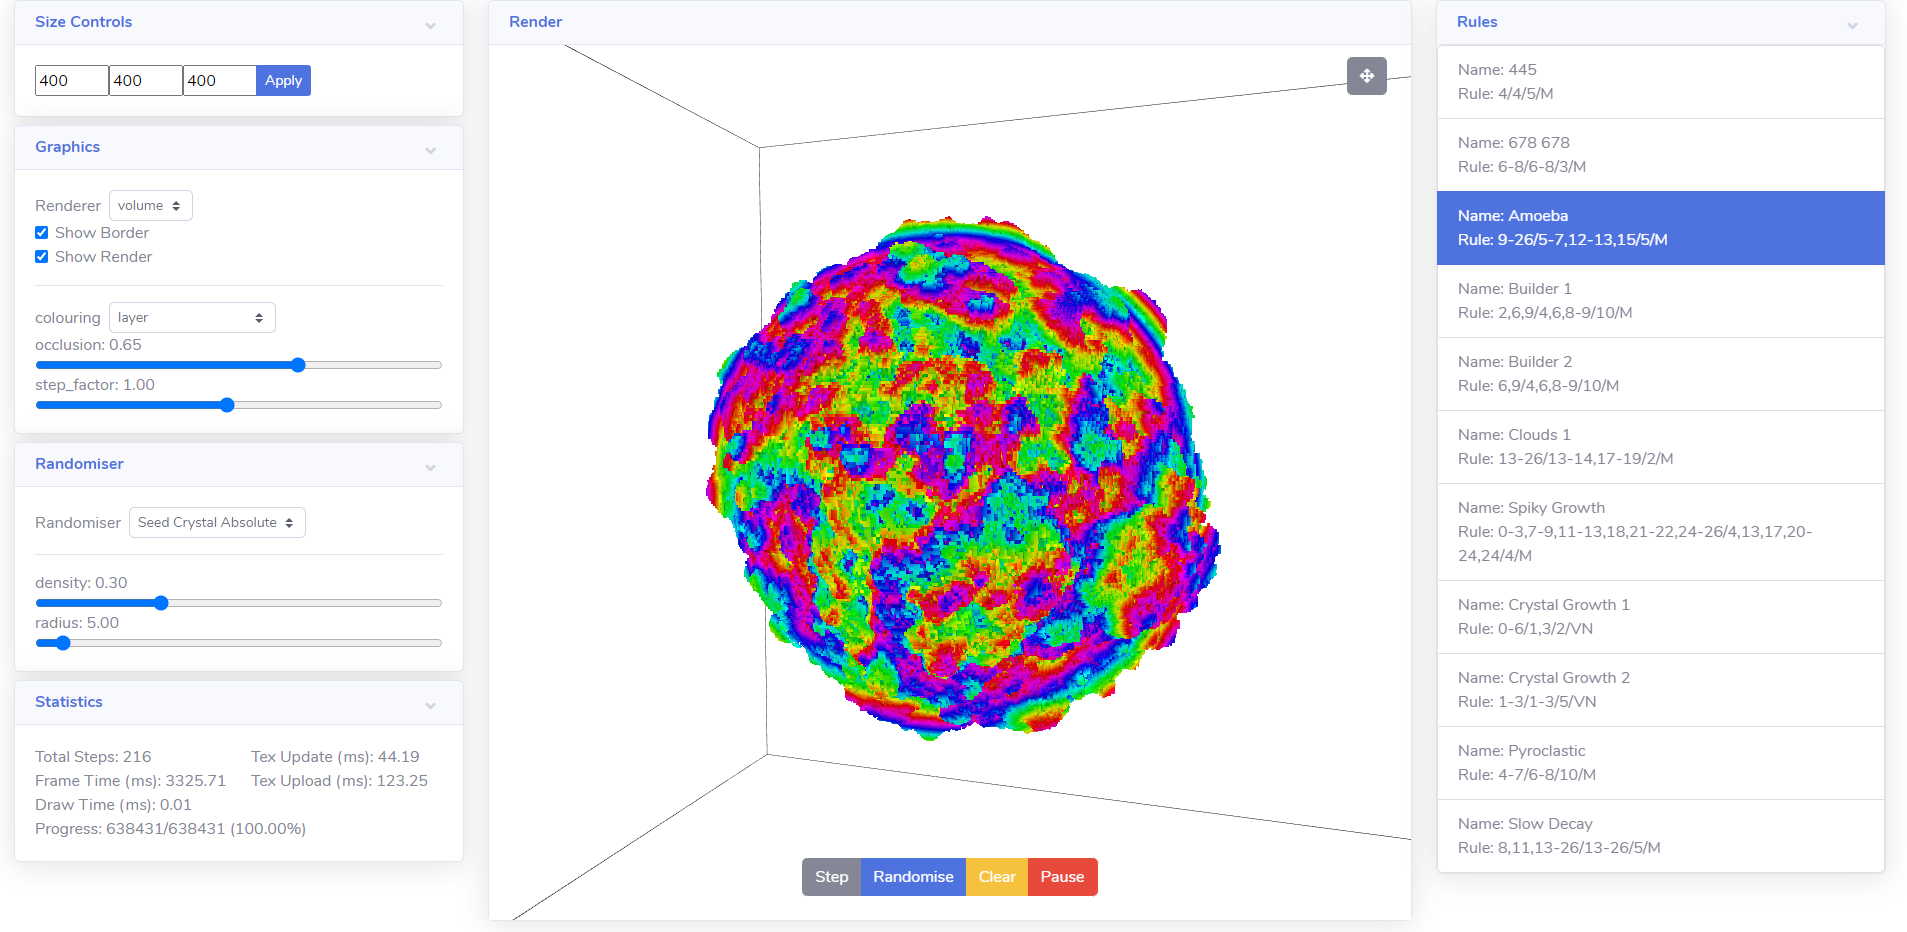 Size Controls
400 400 400 Apply
Graphics
Renderer volume
Show Border
Show Render
colouring layer
occlusion: 0.65
step_factor: 1.00
Randomiser
Randomiser Seed Crystal Absolute
density: 0.30
radius: 5.00
Statistics
Total Steps: 216 Tex Update (ms): 44.19
Frame Time (ms): 3325.71 Tex Upload (ms): 123.25
Draw Time (ms): 0.01
Progress: 638431/638431 (100.00%)
Render
Step Randomise Clear Pause
Rules
Name: 445
Rule: 4/4/5/M
Name: 678 678
Rule: 6-8/6-8/3/M
Name: Amoeba
Rule: 9-26/5-7,12-13,15/5/M
Name: Builder 1
Rule: 2,6,9/4,6,8-9/10/M
Name: Builder 2
Rule: 6,9/4,6,8-9/10/M
Name: Clouds 1
Rule: 13-26/13-14,17-19/2/M
Name: Spiky Growth
Rule: 0-3,7-9,11-13,18,21-22,24-26/4,13,17,20-
24,24/4/M
Name: Crystal Growth 1
Rule: 0-6/1,3/2/VN
Name: Crystal Growth 2
Rule: 1-3/1-3/5/VN
Name: Pyroclastic
Rule: 4-7/6-8/10/M
Name: Slow Decay
Rule: 8,11,13-26/13-26/5/M